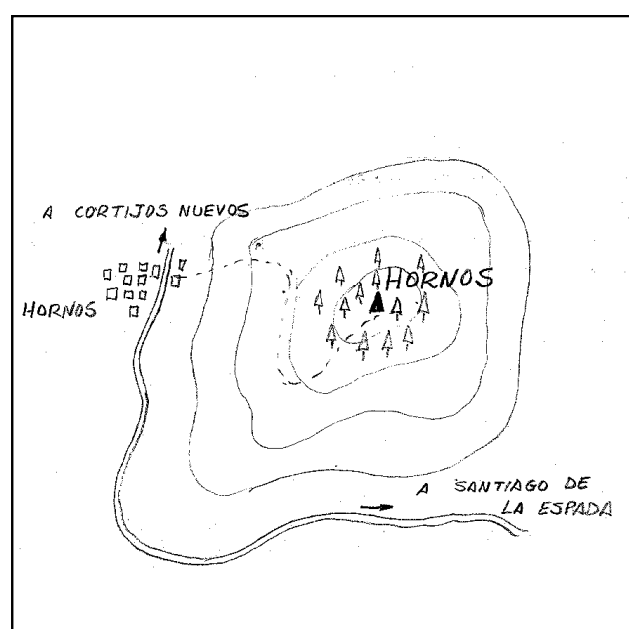 A CORTIJOS NUEVOS
HORNOS
HORNOS
A SANTIAGO DE
LA ESPADA